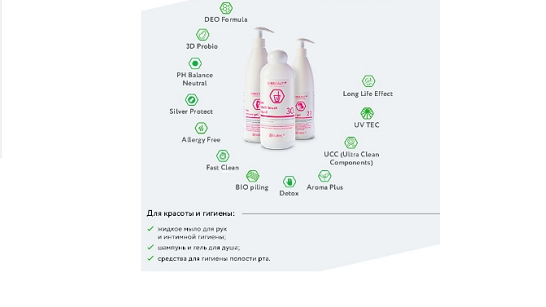 DEO Formula
3D Probio
PH Balance
Neutral
Silver Protect
Allergy Free
Fast Clean
BIO piling
Detox
Aroma Plus
UCC (Ultra Clean
Components)
UV TEC
Long Life Effect
30
Для красоты и гигиены:
жидкое мыло для рук
и интимной гигиены;
шампунь и гель для душа;
средства для гигиены полости рта.